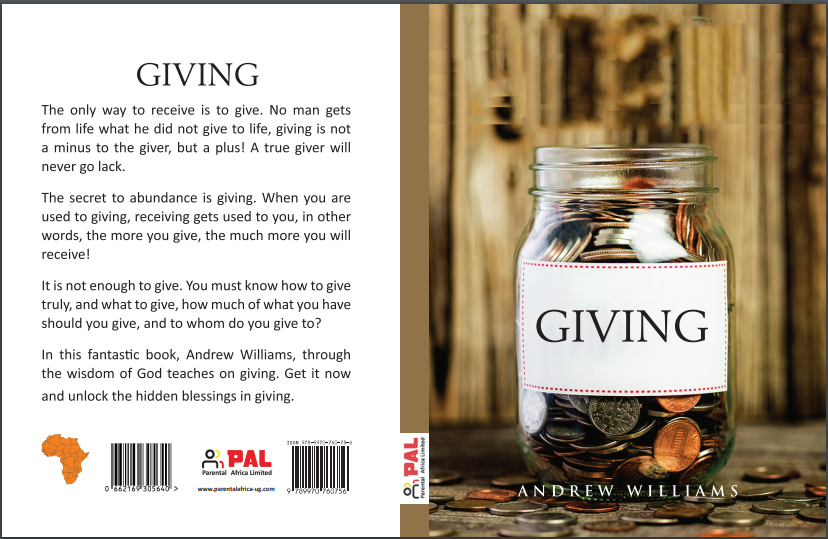 GIVING
The only way to receive is to give. No man gets
from life what he did not give to life, giving is not
a minus to the giver, but a plus! A true giver will
never go lack.
The secret to abundance is giving. When you are
used to giving, receiving gets used to you, in other
words, the more you give, the much more you will
receive!
It is not enough to give. You must know how to give
truly, and what to give, how much of what you have
should you give, and to whom do you give to?
In this fantastic book, Andrew Williams, through
the wisdom of God teaches on giving. Get it now
and unlock the hidden blessings in giving.
0 662169 305640 >
PAL
Parental Africa Limited
www.parentalafrica-ug.com
ISBN 978-9970-760-75-6
9 789970 760756
PAL
Parental Africa Limited
GIVING
ANDREW WILLIAMS